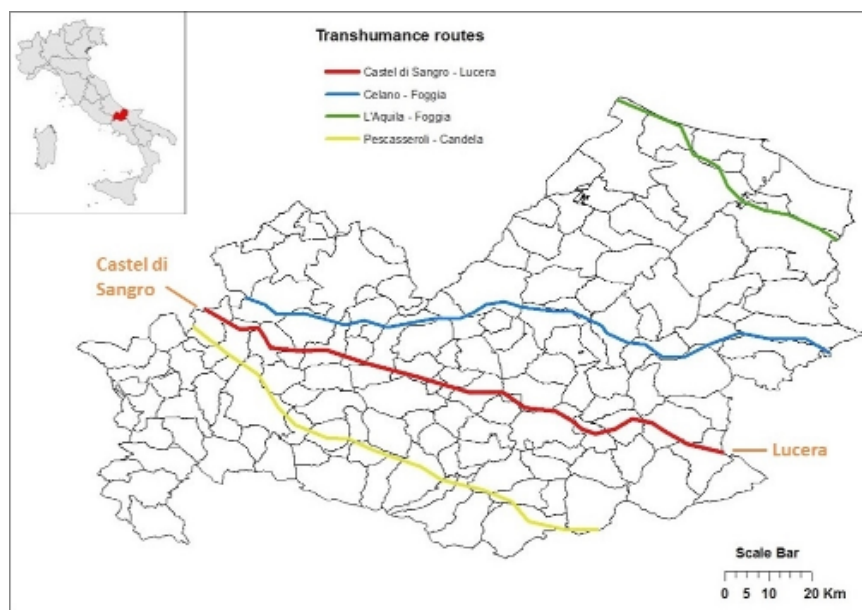 Transhumance routes
Castel di Sangro - Lucera
Celano - Foggia
L'Aquila - Foggia
Pescasseroli - Candela
Castel di
Sangro
Lucera
Scale Bar
0 5 10 20 Km